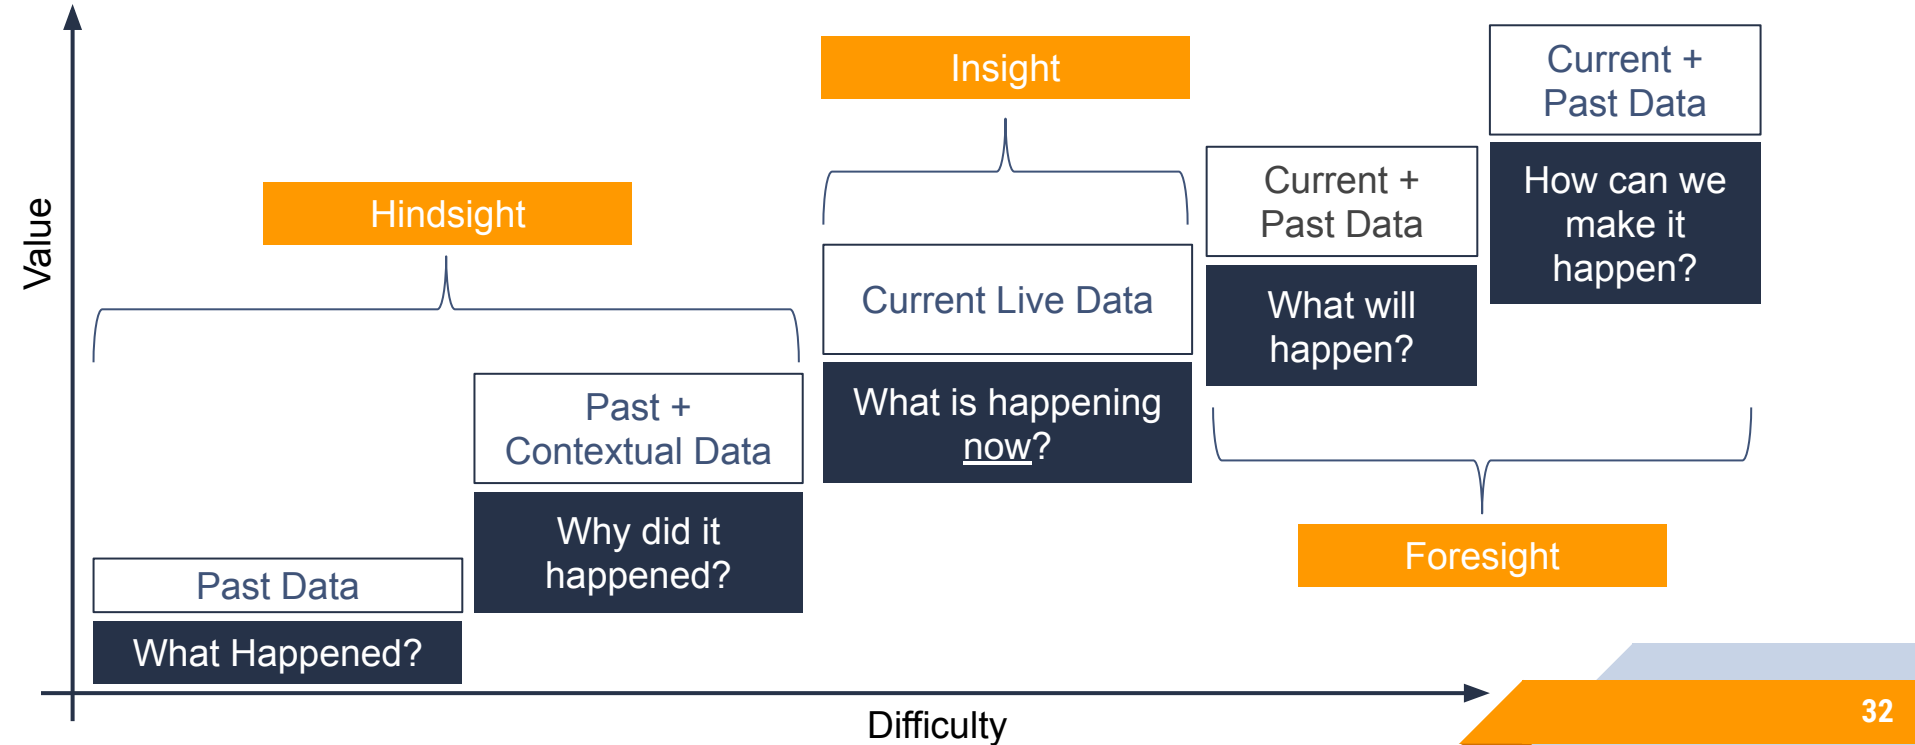 Value
Hindsight
Past Data
What Happened?
Past +
Contextual Data
Why did it
happened?
Insight
Current Live Data
What is happening
now?
Current +
Past Data
What will
happen?
Current +
Past Data
How can we
make it
happen?
Foresight
Difficulty
32